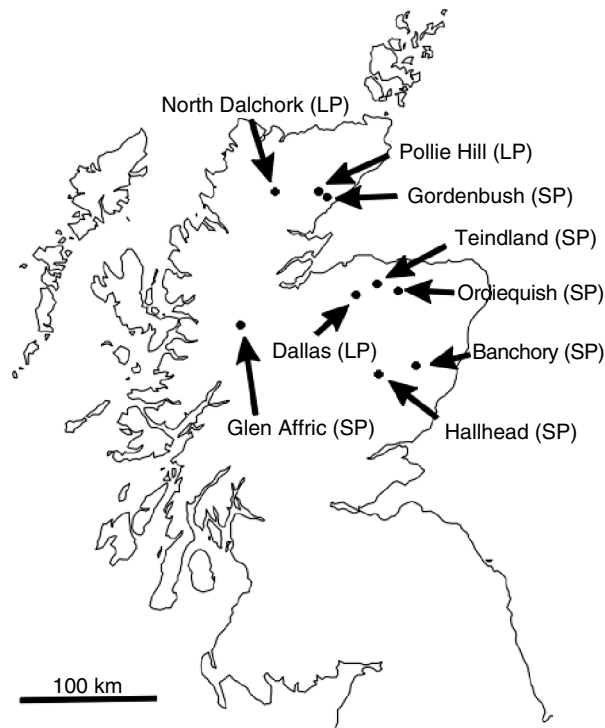 North Dalchork (LP)
Pollie Hill (LP)
Gordenbush (SP)
Teindland (SP)
Ordiequish (SP)
Dallas (LP)
Banchory (SP)
Glen Affric (SP)
Hallhead (SP)
100 km